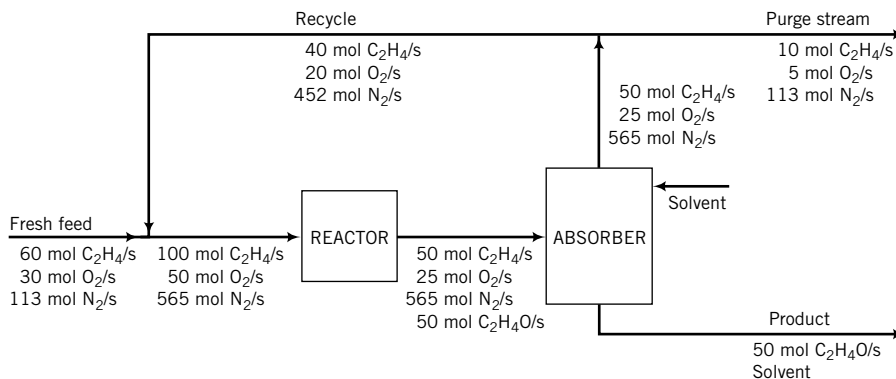 Recycle
40 mol C₂H₄/s
20 mol O₂/s
452 mol N₂/s
Purge stream
10 mol C₂H₄/s
5 mol O₂/s
113 mol N₂/s
50 mol C₂H₄/s
25 mol O₂/s
565 mol N₂/s
Solvent
Fresh feed
60 mol C₂H₄/s
30 mol O₂/s
113 mol N₂/s
100 mol C₂H₄/s
50 mol O₂/s
565 mol N₂/s
REACTOR
50 mol C₂H₄/s
25 mol O₂/s
565 mol N₂/s
50 mol C₂H₄O/s
ABSORBER
Product
50 mol C₂H₄O/s
Solvent